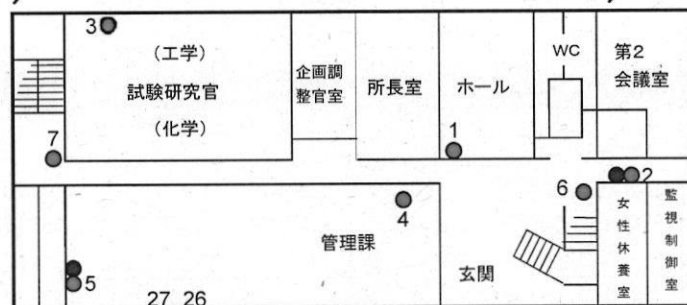 3
(工学)
試験研究官
(化学)
企画調
整官室
所長室
ホール
WC
第2
会議室
7
1
2
6
4
5
管理課
玄関
女性休養室
監視制御室
27 26